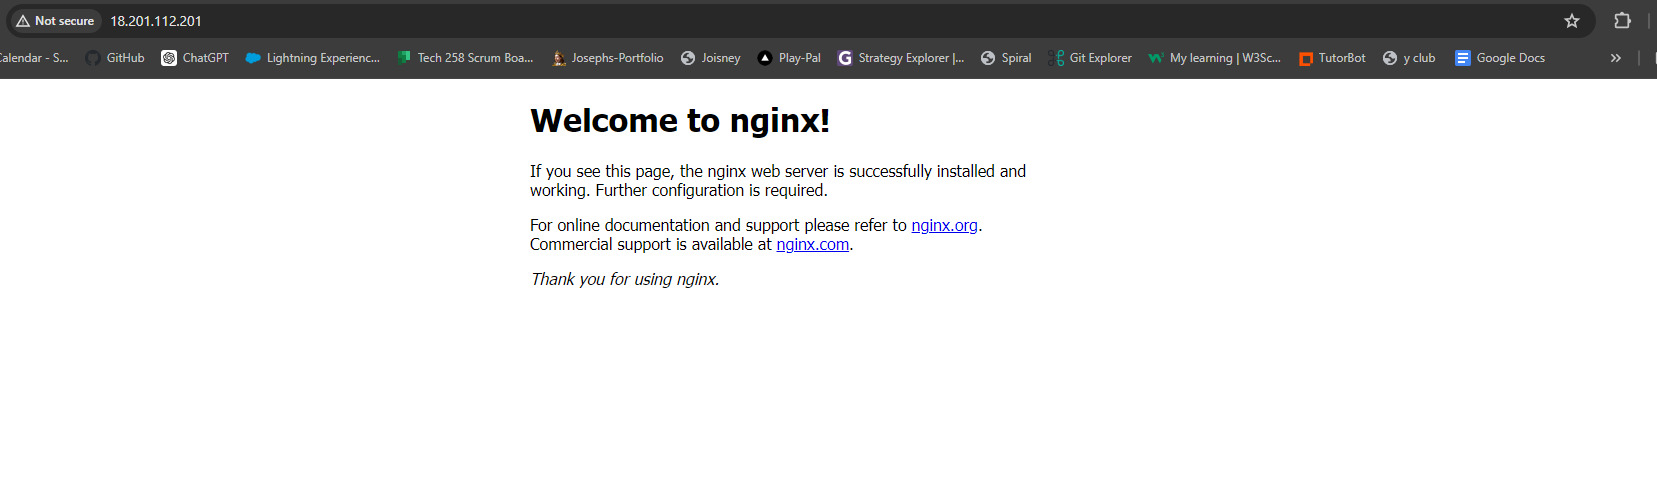 Not secure 18.201.112.201
Calendar - S... GitHub ChatGPT Lightning Experienc... Tech 258 Scrum Boa... Josephs-Portfolio Joisney Play-Pal Strategy Explorer |... Spiral Git Explorer My learning | W3Sc... TutorBot y club Google Docs »
Welcome to nginx!
If you see this page, the nginx web server is successfully installed and
working. Further configuration is required.
For online documentation and support please refer to nginx.org.
Commercial support is available at nginx.com.
Thank you for using nginx.